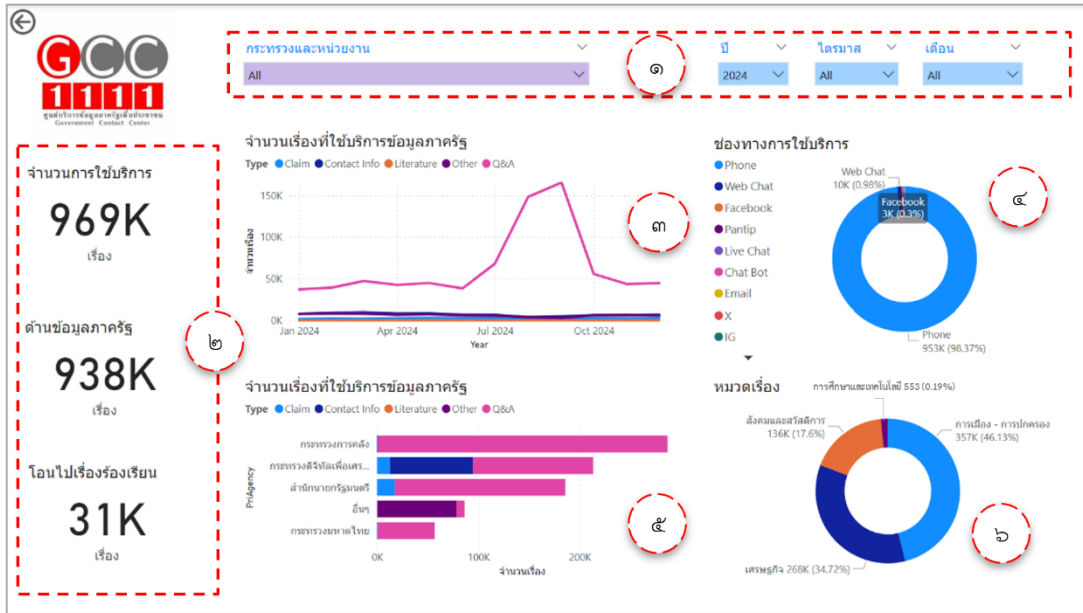 GCC
1111
ศูนย์บริการข้อมูลภาครัฐเพื่อประชาชน
Government Contact Center
กระทรวงและหน่วยงาน
All
๑
ปี
2024
ไตรมาส
All
เดือน
All
จำนวนการใช้บริการ
969K
เรื่อง
ด้านข้อมูลภาครัฐ
938K
เรื่อง
โอนไปเรื่องร้องเรียน
31K
เรื่อง
๒
จำนวนเรื่องที่ใช้บริการข้อมูลภาครัฐ
Type Claim Contact Info Literature Other Q&A
150K
100K
50K
0K
จำนวนเรื่อง
Jan 2024 Apr 2024 Jul 2024 Oct 2024
Year
๓
ช่องทางการใช้บริการ
Phone
Web Chat
Facebook
Pantip
Live Chat
Chat Bot
Email
X
IG
Web Chat
10K (0.98%)
Facebook
3K (0.3%)
Phone
953K (98.37%)
๔
จำนวนเรื่องที่ใช้บริการข้อมูลภาครัฐ
Type Claim Contact Info Literature Other Q&A
PriAgency
กระทรวงการคลัง
กระทรวงดิจิทัลเพื่อเศร...
สำนักนายกรัฐมนตรี
อื่นๆ
กระทรวงมหาดไทย
0K 100K 200K
จำนวนเรื่อง
๕
หมวดเรื่อง
การศึกษาและเทคโนโลยี 553 (0.19%)
สังคมและสวัสดิการ
136K (17.6%)
การเมือง - การปกครอง
357K (46.13%)
เศรษฐกิจ 268K (34.72%)
๖